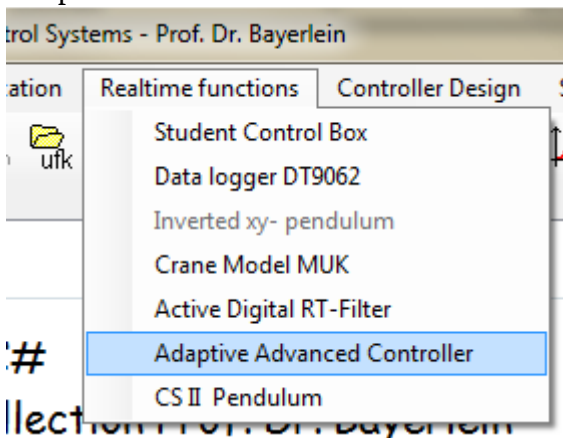 trol Systems - Prof. Dr. Bayerlein
ation Realtime functions Controller Design
ufk
Student Control Box
Data logger DT9062
Inverted xy- pendulum
Crane Model MUK
Active Digital RT-Filter
Adaptive Advanced Controller
CS II Pendulum
C#
llection Prof. Dr. Bayerlein